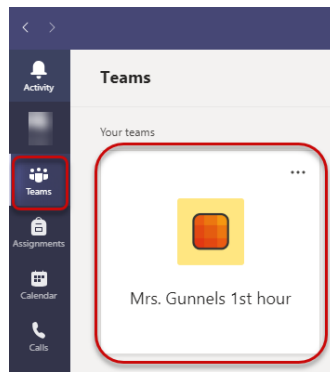 Activity
Teams
Your teams
Teams
Assignments
Mrs. Gunnels 1st hour
Calendar
Calls